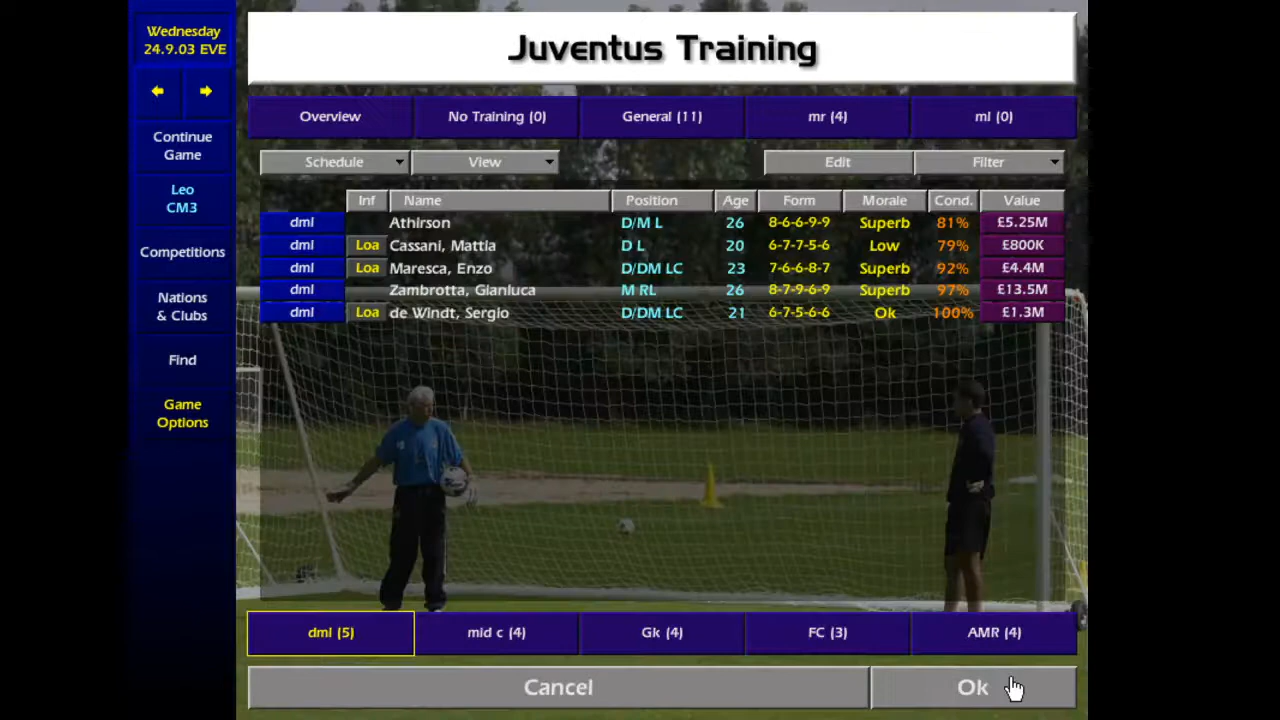 Wednesday
24.9.03 EVE
Continue
Game
Leo
CM3
Competitions
Nations
& Clubs
Find
Game
Options
Juventus Training
Overview No Training (0) General (11) mr (4) ml (0)
Schedule View Edit Filter
Inf Name Position Age Form Morale Cond. Value
dml Athirson D/M L 26 8-6-6-9-9 Superb 81% £5.25M
dml Loa Cassani, Mattia D L 20 6-7-7-5-6 Low 79% £800K
dml Loa Maresca, Enzo D/DM LC 23 7-6-6-8-7 Superb 92% £4.4M
dml Zambrotta, Gianluca M RL 26 8-7-9-6-9 Superb 97% £13.5M
dml Loa de Windt, Sergio D/DM LC 21 6-7-5-6-6 Ok 100% £1.3M
dml (5) mid c (4) Gk (4) FC (3) AMR (4)
Cancel Ok